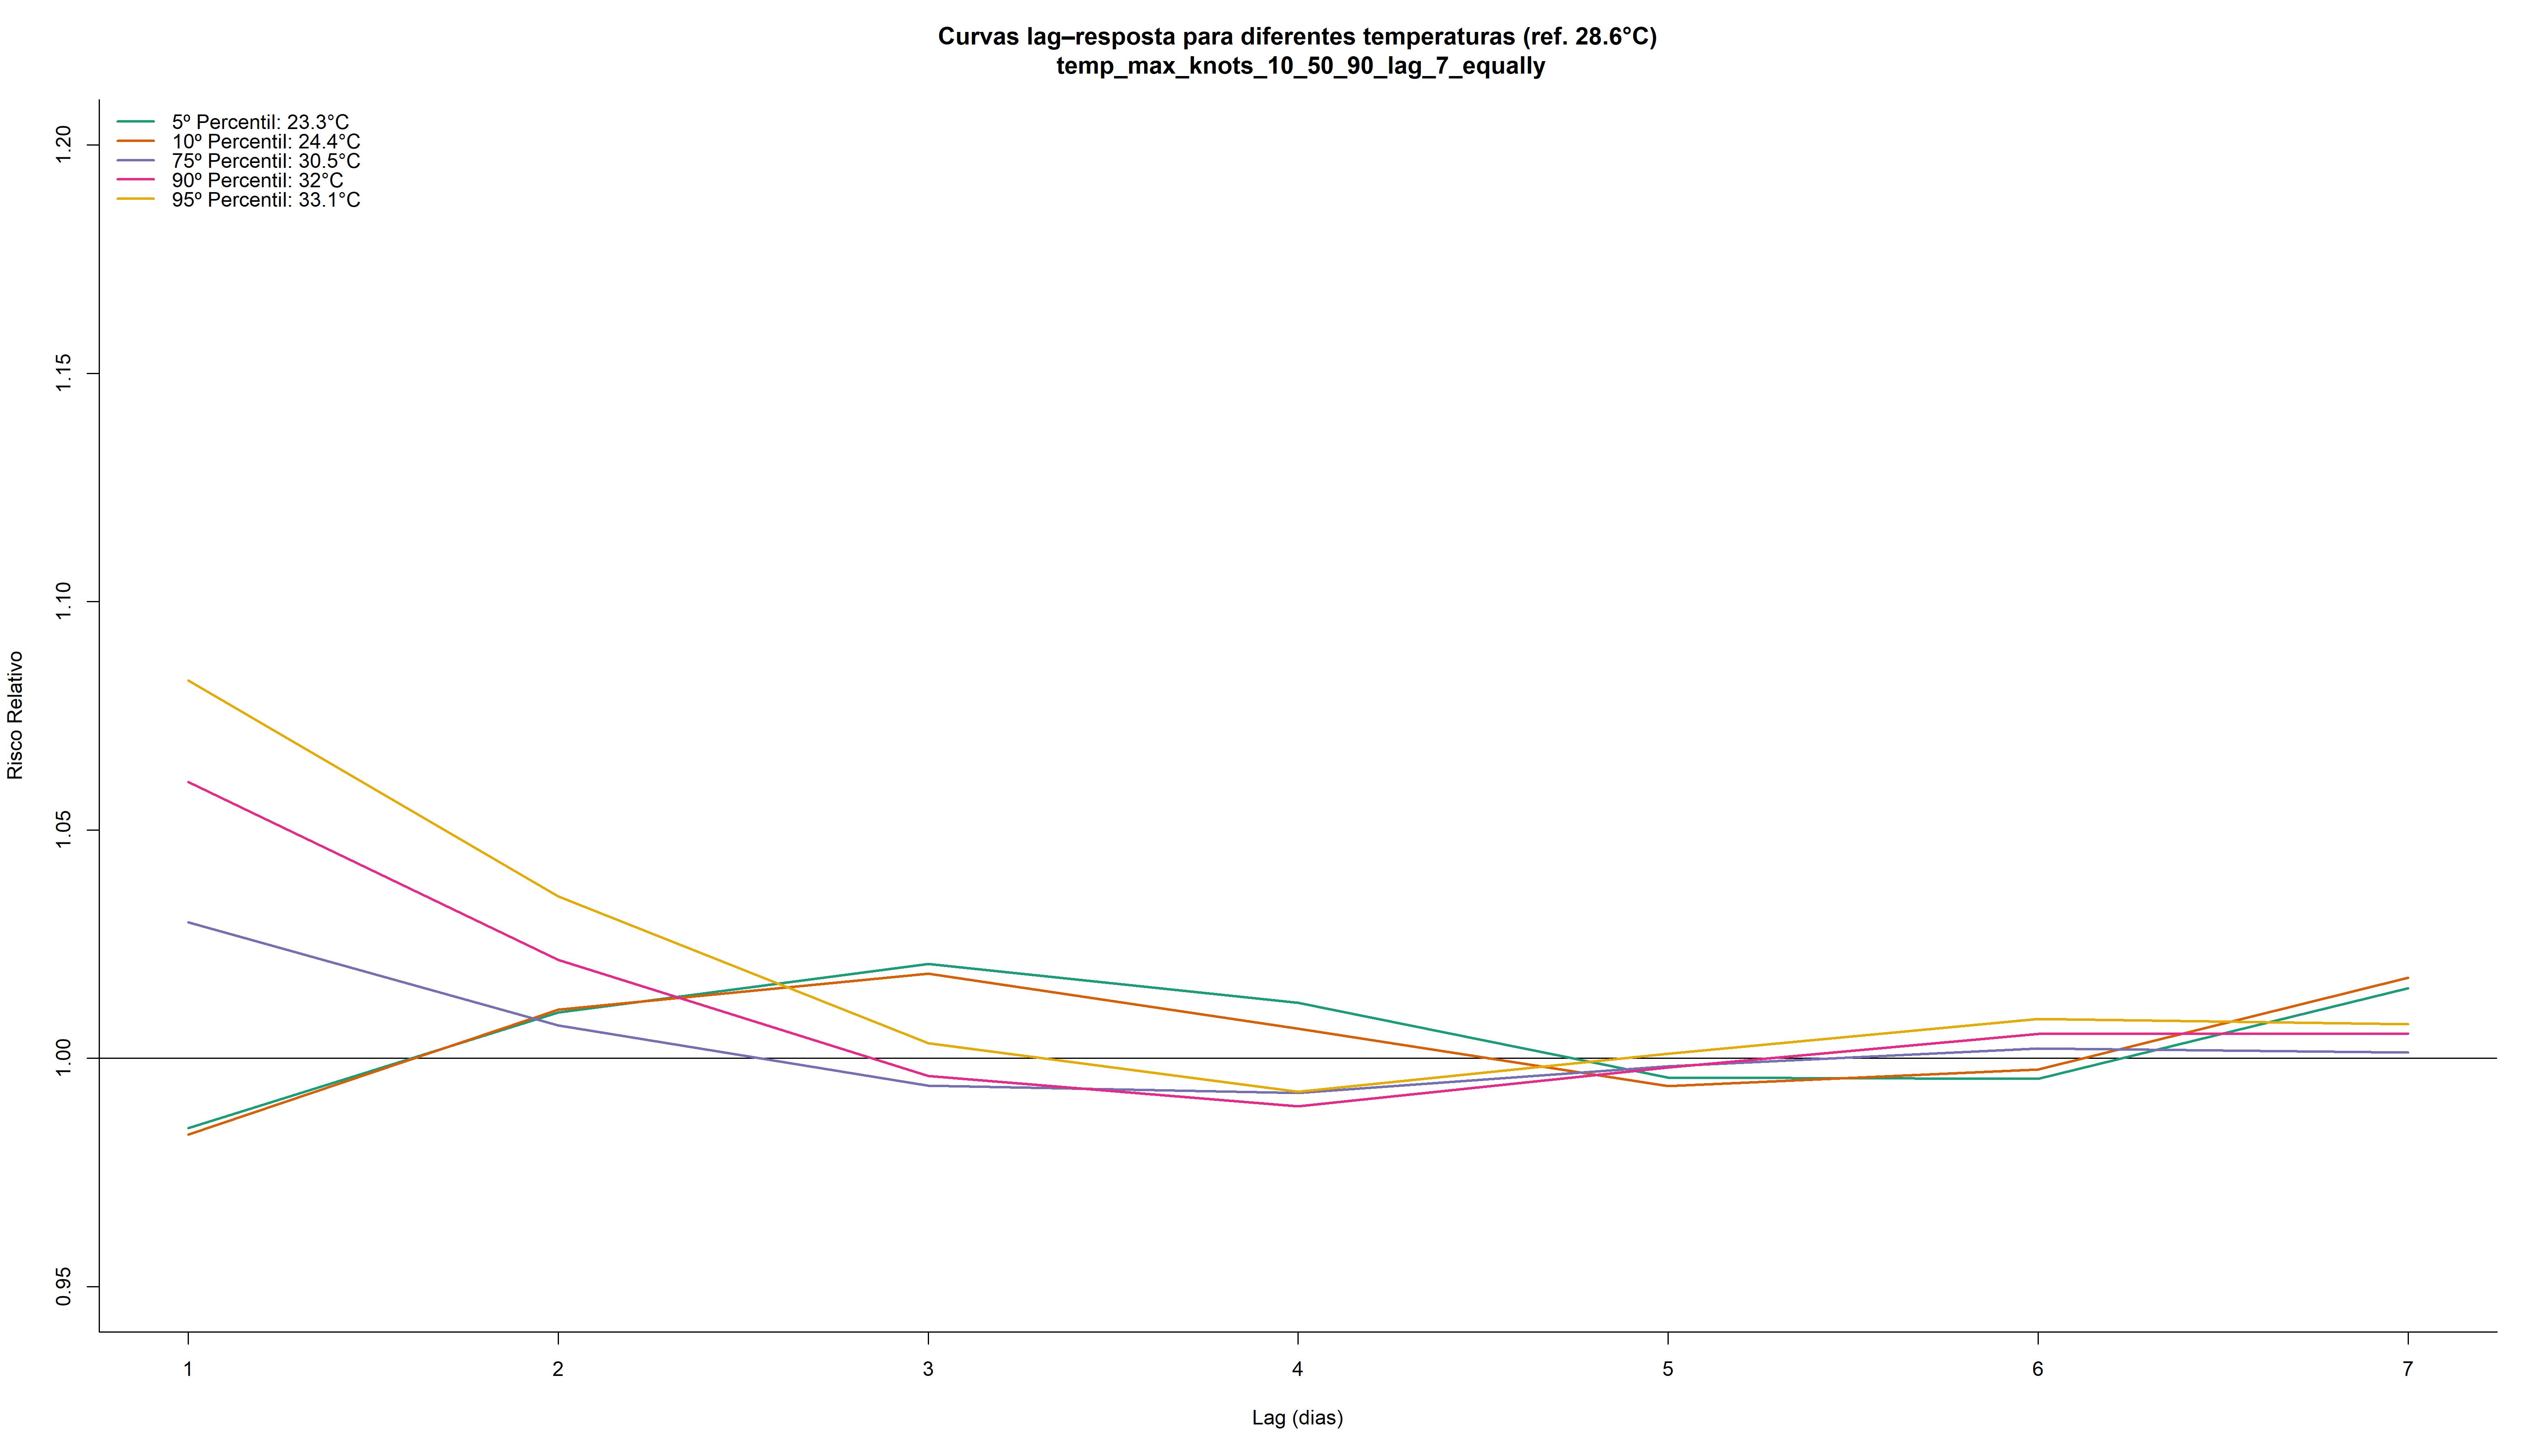 Curvas lag–resposta para diferentes temperaturas (ref. 28.6°C)
temp_max_knots_10_50_90_lag_7_equally
5º Percentil: 23.3°C
10º Percentil: 24.4°C
75º Percentil: 30.5°C
90º Percentil: 32°C
95º Percentil: 33.1°C
1.20
1.15
1.10
1.05
1.00
0.95
Risco Relativo
1 2 3 4 5 6 7
Lag (dias)